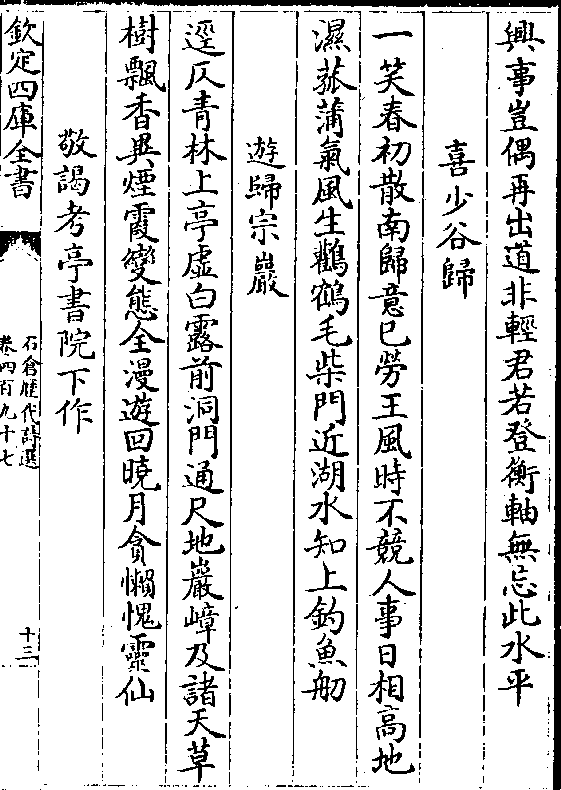 興事豈偶再出道非輕君若登衡軸無忘此水平
喜少谷歸
一笑春初散南歸意已勞王風時不競人事日相高地
濕菰蒲氣風生鸛鶴毛柴門近湖水知上釣魚舠
遊歸宗巖
逕仄青林上亭虛白露前洞門通尺地巖嶂及諸天草
樹飄香異煙霞變態全漫遊回曉月貪懶愧靈仙
敬謁考亭書院下作
欽定四庫全書
石倉歷代詩選
卷四百九十七
十三